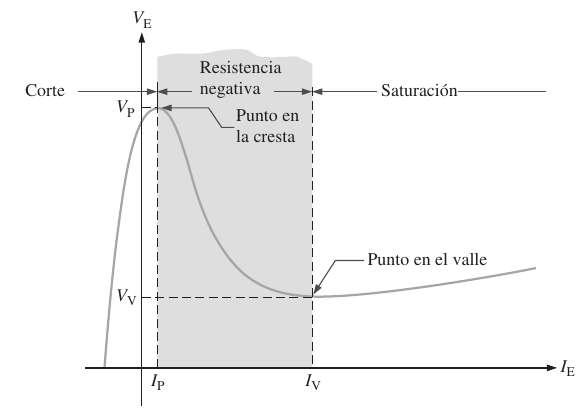 V_E
Resistencia
negativa
Corte
Saturación
V_P
Punto en
la cresta
Punto en el valle
V_V
I_P
I_V
I_E